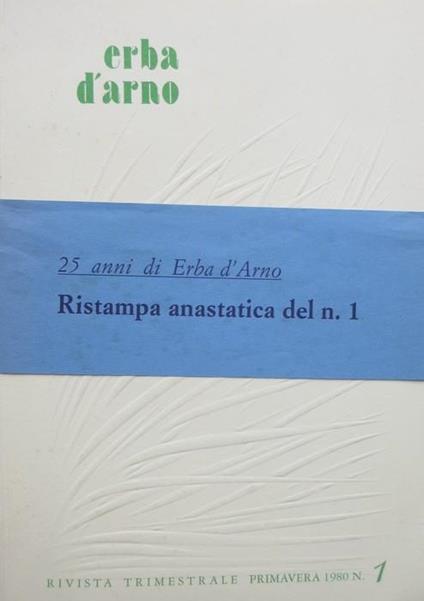 erba
d'arno
25 anni di Erba d'Arno
Ristampa anastatica del n. 1
RIVISTA TRIMESTRALE PRIMAVERA 1980 N. 1